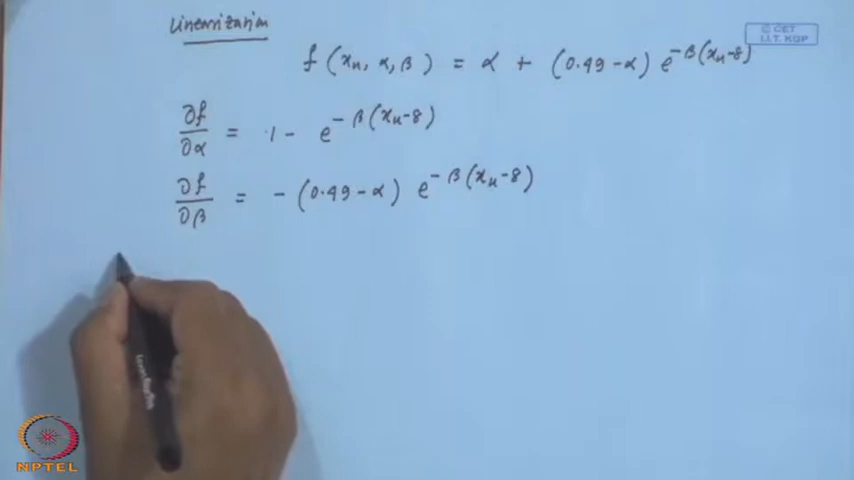 Linearization
© CET
I.I.T. KGP
f(xu, α, β) = α + (0.49-α) e^-β(xu-8)
∂f/∂α = 1 - e^-β(xu-8)
∂f/∂β = -(0.49-α) e^-β(xu-8)
NPTEL